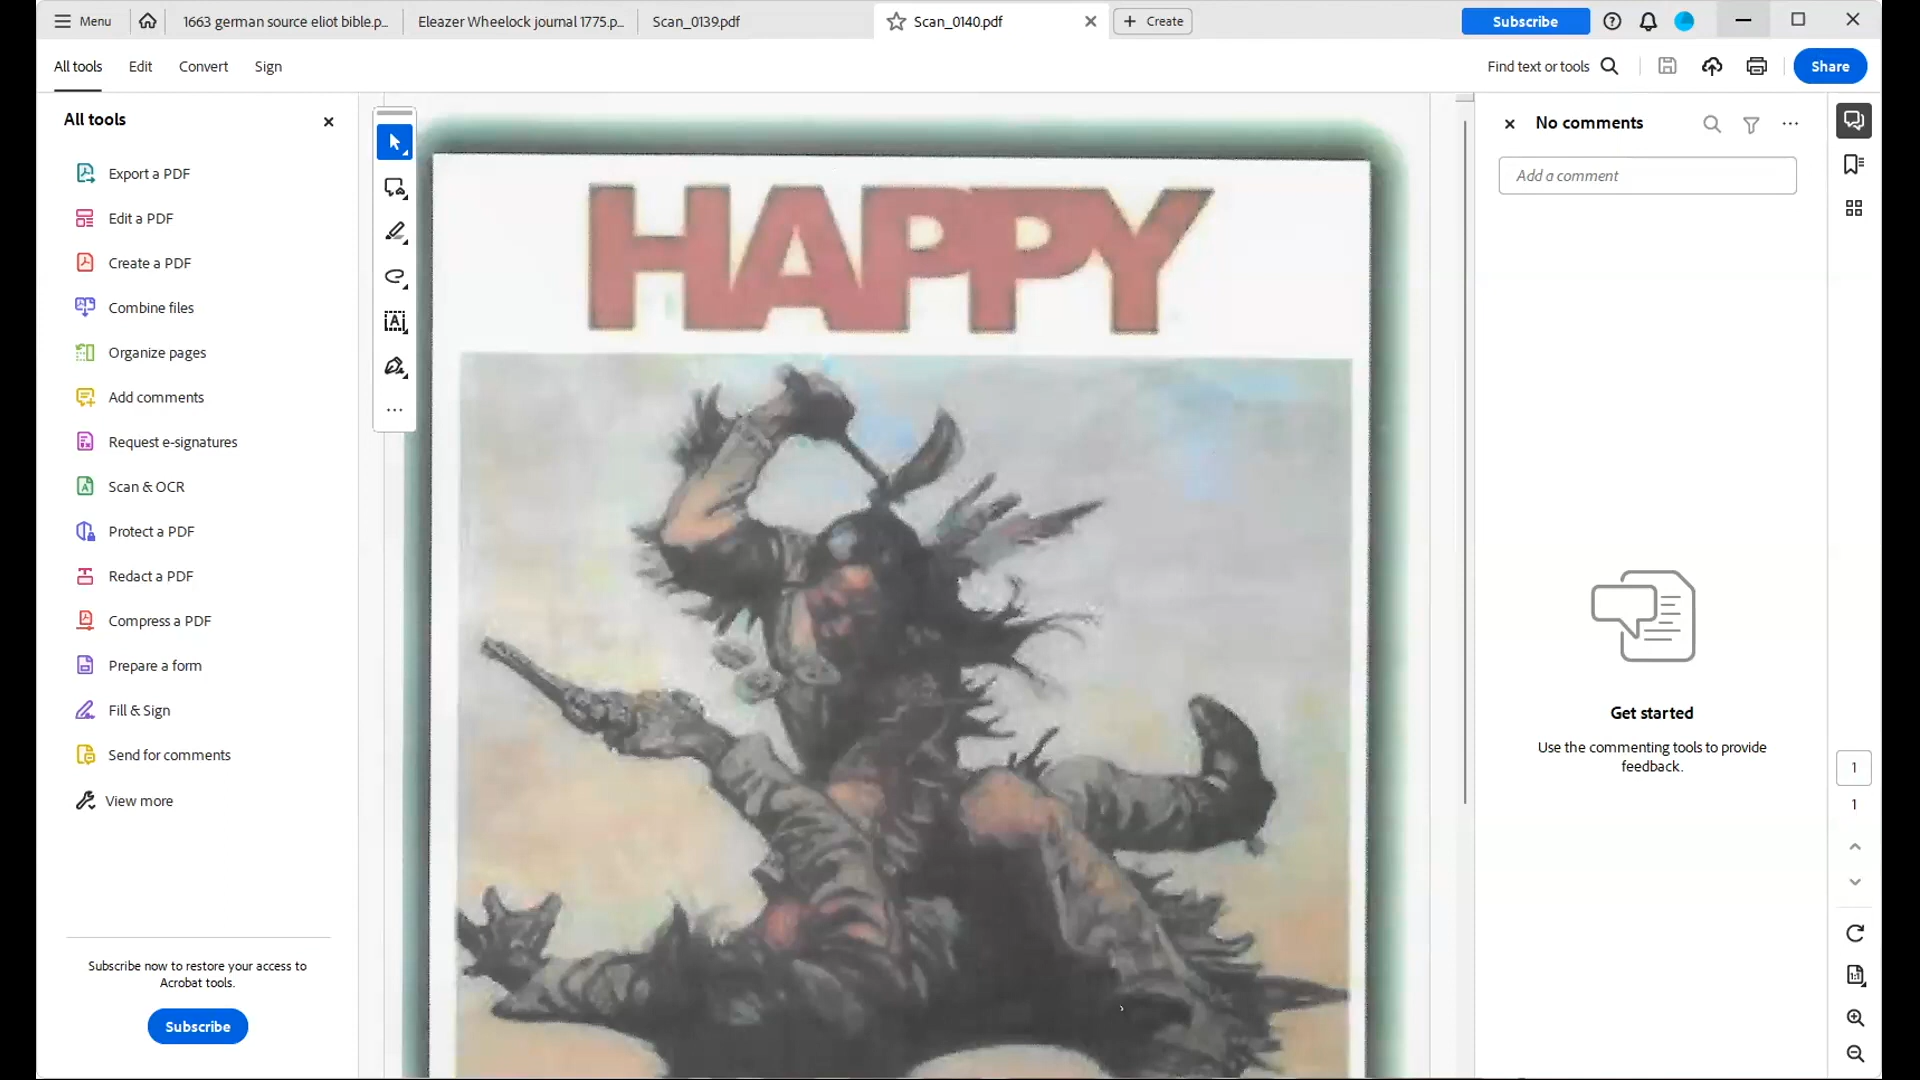 Menu
1663 german source eliot bible.p...
Eleazer Wheelock journal 1775.p...
Scan_0139.pdf
Scan_0140.pdf
Create
Subscribe
All tools
Edit
Convert
Sign
Find text or tools
Share
All tools
Export a PDF
Edit a PDF
Create a PDF
Combine files
Organize pages
Add comments
Request e-signatures
Scan & OCR
Protect a PDF
Redact a PDF
Compress a PDF
Prepare a form
Fill & Sign
Send for comments
View more
Subscribe now to restore your access to
Acrobat tools.
Subscribe
HAPPY
No comments
Add a comment
Get started
Use the commenting tools to provide
feedback.
1
1